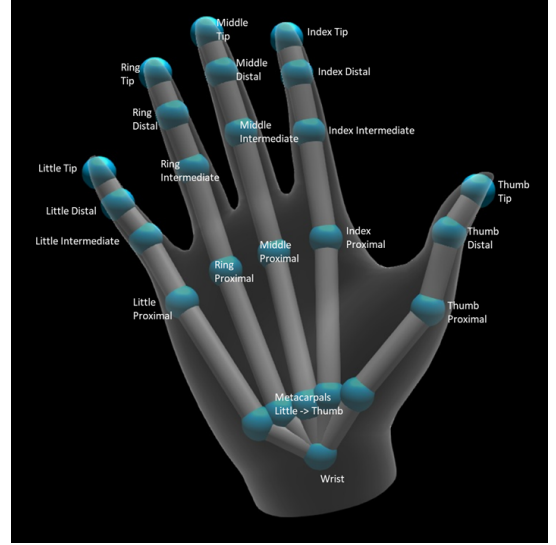 Middle
Tip
Index Tip
Ring
Tip
Middle
Distal
Index Distal
Ring
Distal
Middle
Intermediate
Index Intermediate
Little Tip
Ring
Intermediate
Thumb
Tip
Little Distal
Little Intermediate
Index
Proximal
Thumb
Distal
Middle
Proximal
Ring
Proximal
Little
Proximal
Thumb
Proximal
Metacarpals
Little -> Thumb
Wrist